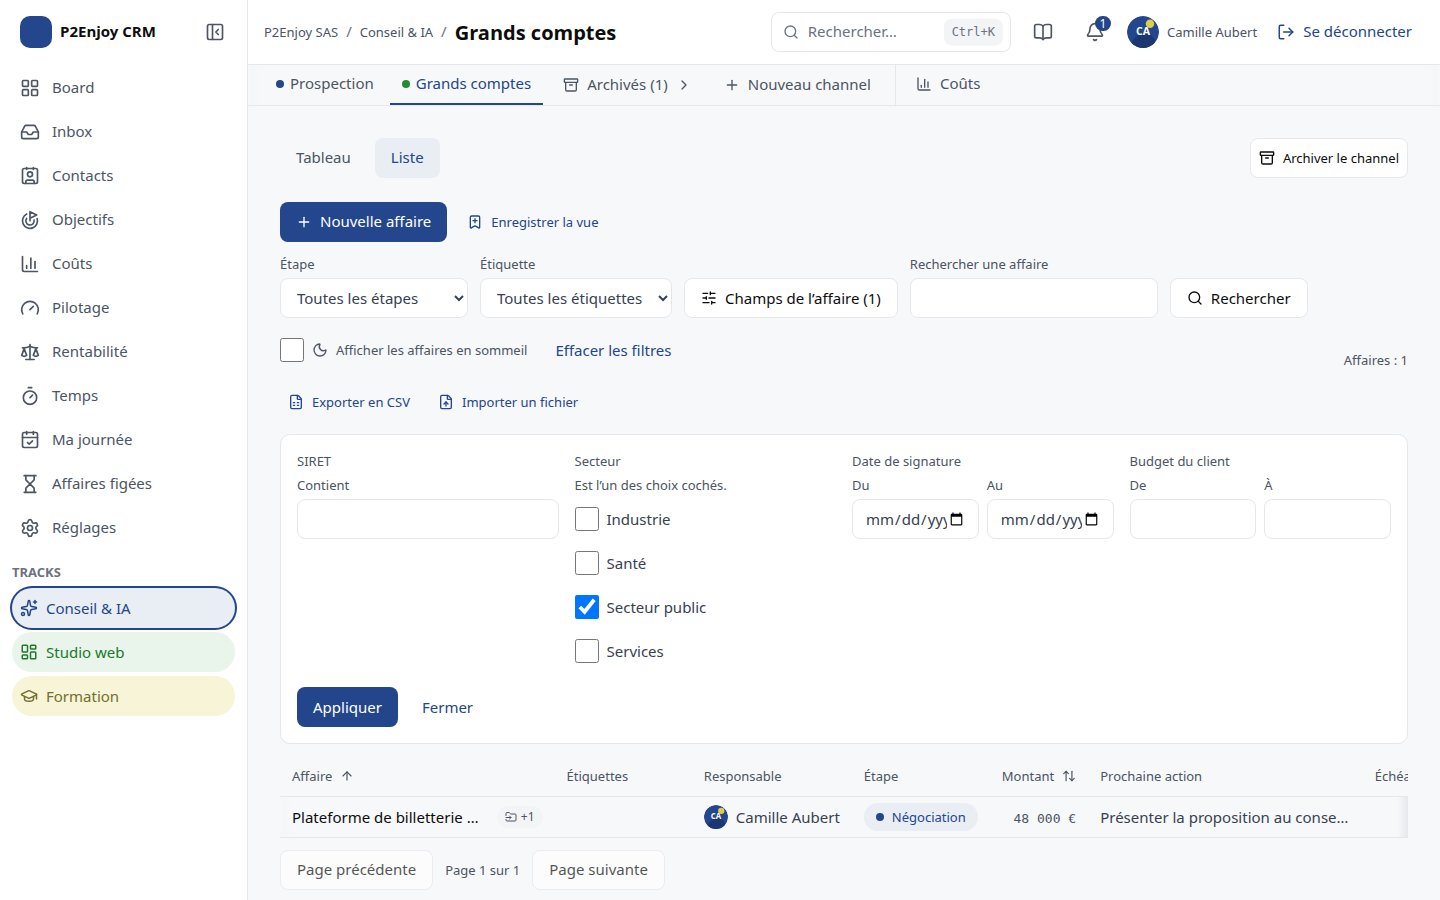 P2Enjoy CRM
P2Enjoy SAS / Conseil & IA / Grands comptes
Rechercher...
Ctrl+K
1
CA
Camille Aubert
Se déconnecter
Board
Inbox
Contacts
Objectifs
Coûts
Pilotage
Rentabilité
Temps
Ma journée
Affaires figées
Réglages
TRACKS
Conseil & IA
Studio web
Formation
Prospection
Grands comptes
Archivés (1)
Nouveau channel
Coûts
Tableau
Liste
Archiver le channel
Nouvelle affaire
Enregistrer la vue
Étape
Étiquette
Rechercher une affaire
Toutes les étapes
Toutes les étiquettes
Champs de l’affaire (1)
Rechercher
Afficher les affaires en sommeil
Effacer les filtres
Affaires : 1
Exporter en CSV
Importer un fichier
SIRET
Contient
Secteur
Est l’un des choix cochés.
Industrie
Santé
Secteur public
Services
Date de signature
Du
Au
mm/dd/yyy
mm/dd/yyy
Budget du client
De
À
Appliquer
Fermer
Affaire
Étiquettes
Responsable
Étape
Montant
Prochaine action
Échéa
Plateforme de billetterie ...
+1
CA
Camille Aubert
Négociation
48 000 €
Présenter la proposition au conse...
Page précédente
Page 1 sur 1
Page suivante